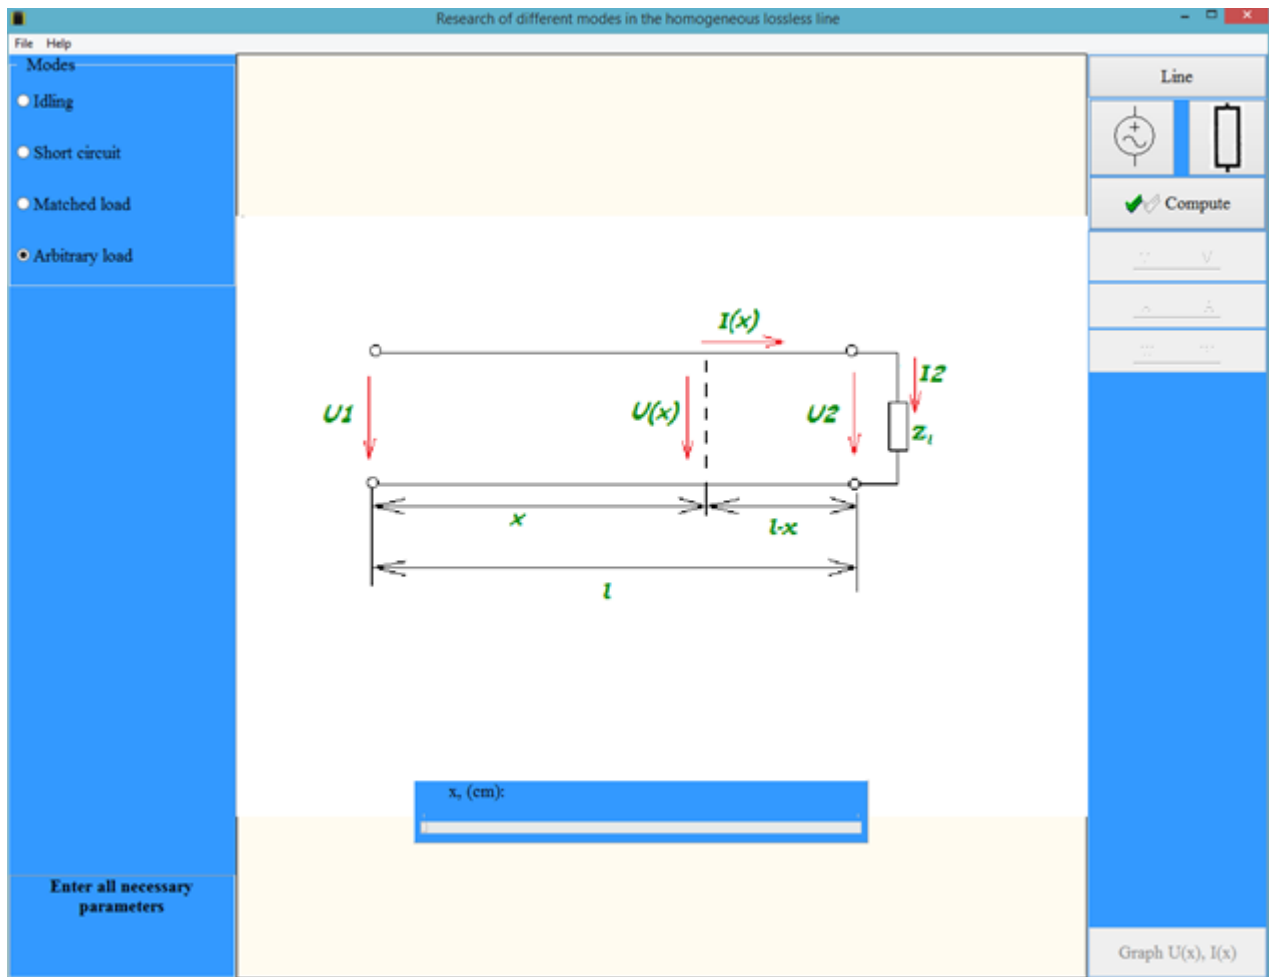 Research of different modes in the homogeneous lossless line
File Help
Modes
Idling
Short circuit
Matched load
Arbitrary load
Line
Compute
I(x)
I2
U1
U(x)
U2
Zl
x
l-x
l
x, (cm):
Enter all necessary
parameters
Graph U(x), I(x)